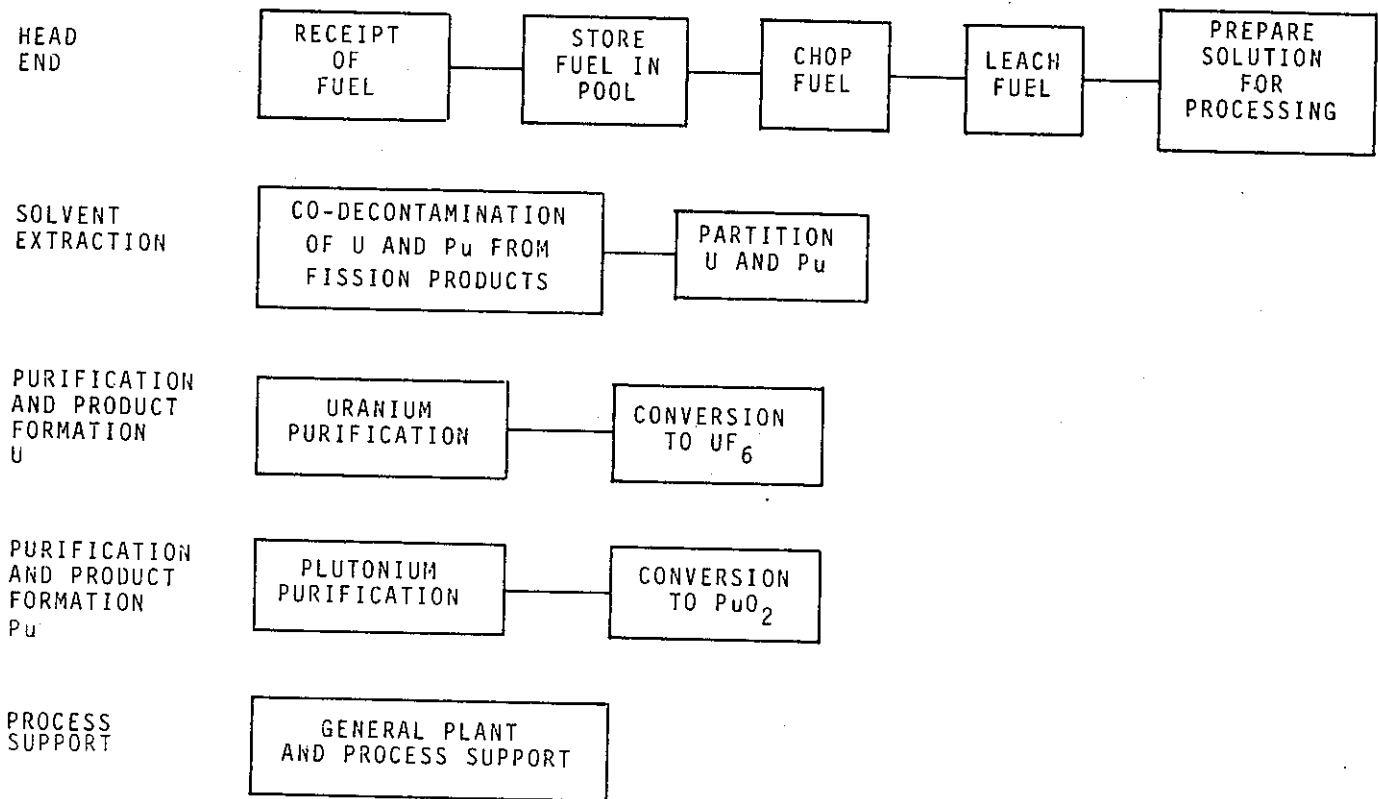 HEAD
END
RECEIPT
OF
FUEL
STORE
FUEL IN
POOL
CHOP
FUEL
LEACH
FUEL
PREPARE
SOLUTION
FOR
PROCESSING
SOLVENT
EXTRACTION
CO-DECONTAMINATION
OF U AND Pu FROM
FISSION PRODUCTS
PARTITION
U AND Pu
PURIFICATION
AND PRODUCT
FORMATION
U
URANIUM
PURIFICATION
CONVERSION
TO UF6
PURIFICATION
AND PRODUCT
FORMATION
Pu
PLUTONIUM
PURIFICATION
CONVERSION
TO PuO2
PROCESS
SUPPORT
GENERAL PLANT
AND PROCESS SUPPORT